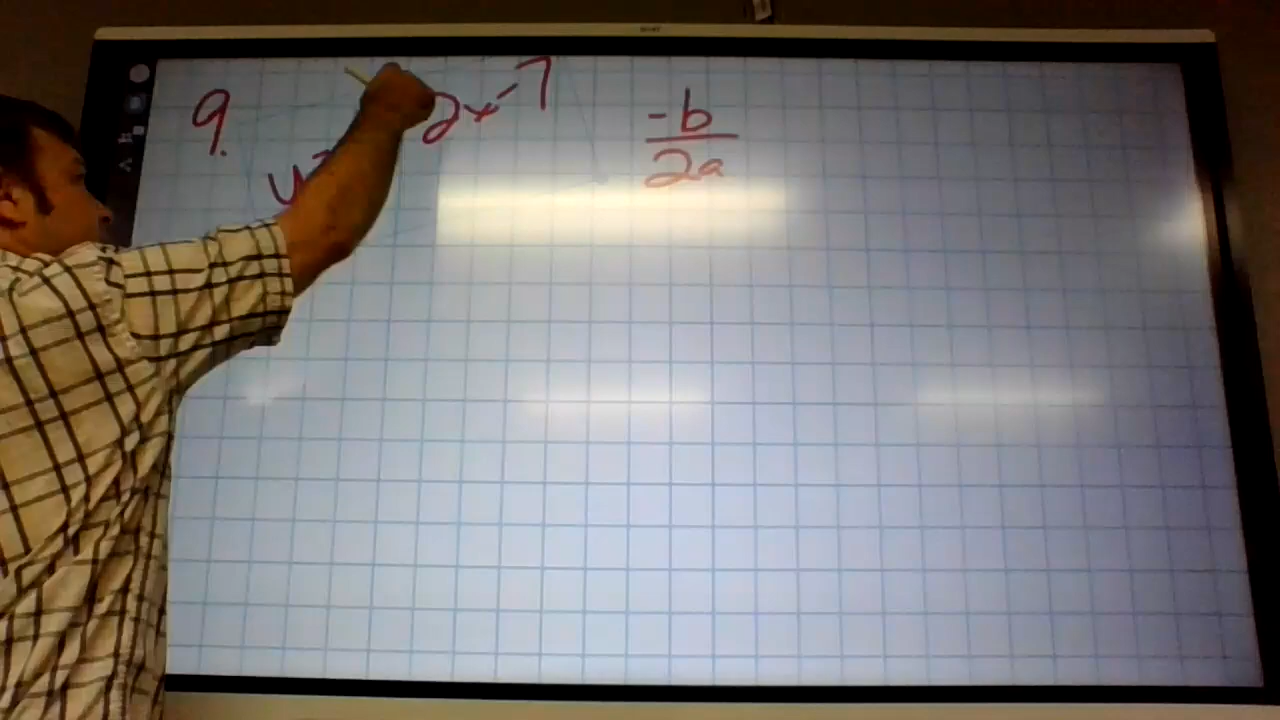 9.
y = 2x - 7
-b
2a